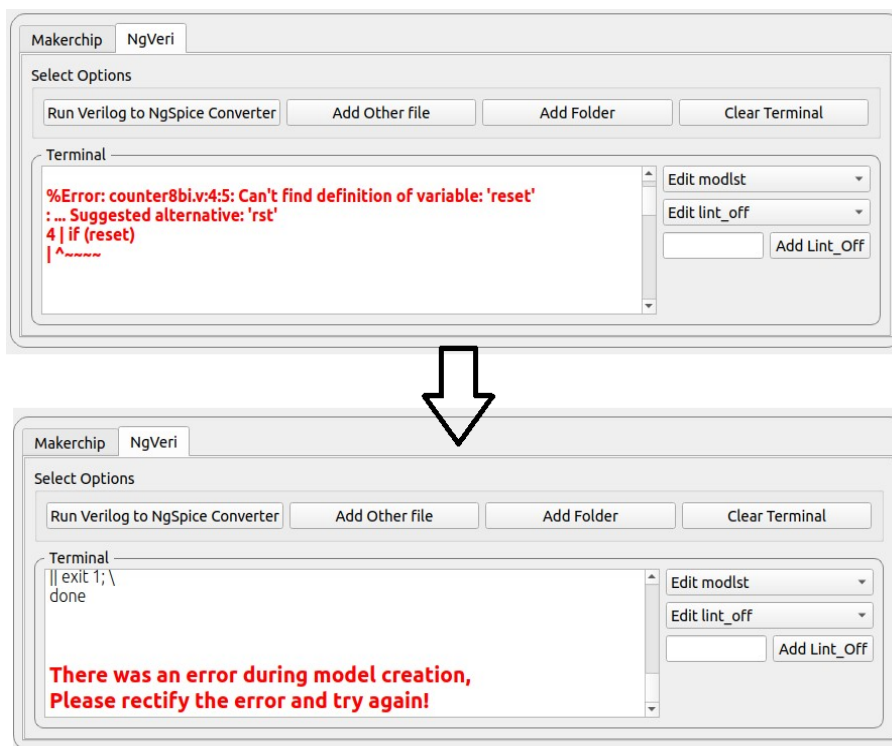 Makerchip NgVeri
Select Options
Run Verilog to NgSpice Converter Add Other file Add Folder Clear Terminal
Terminal
%Error: counter8bi.v:4:5: Can't find definition of variable: 'reset'
: ... Suggested alternative: 'rst'
4 | if (reset)
| ^~~~~
Edit modlst
Edit lint_off
Add Lint_Off
Makerchip NgVeri
Select Options
Run Verilog to NgSpice Converter Add Other file Add Folder Clear Terminal
Terminal
|| exit 1; \
done
There was an error during model creation,
Please rectify the error and try again!
Edit modlst
Edit lint_off
Add Lint_Off